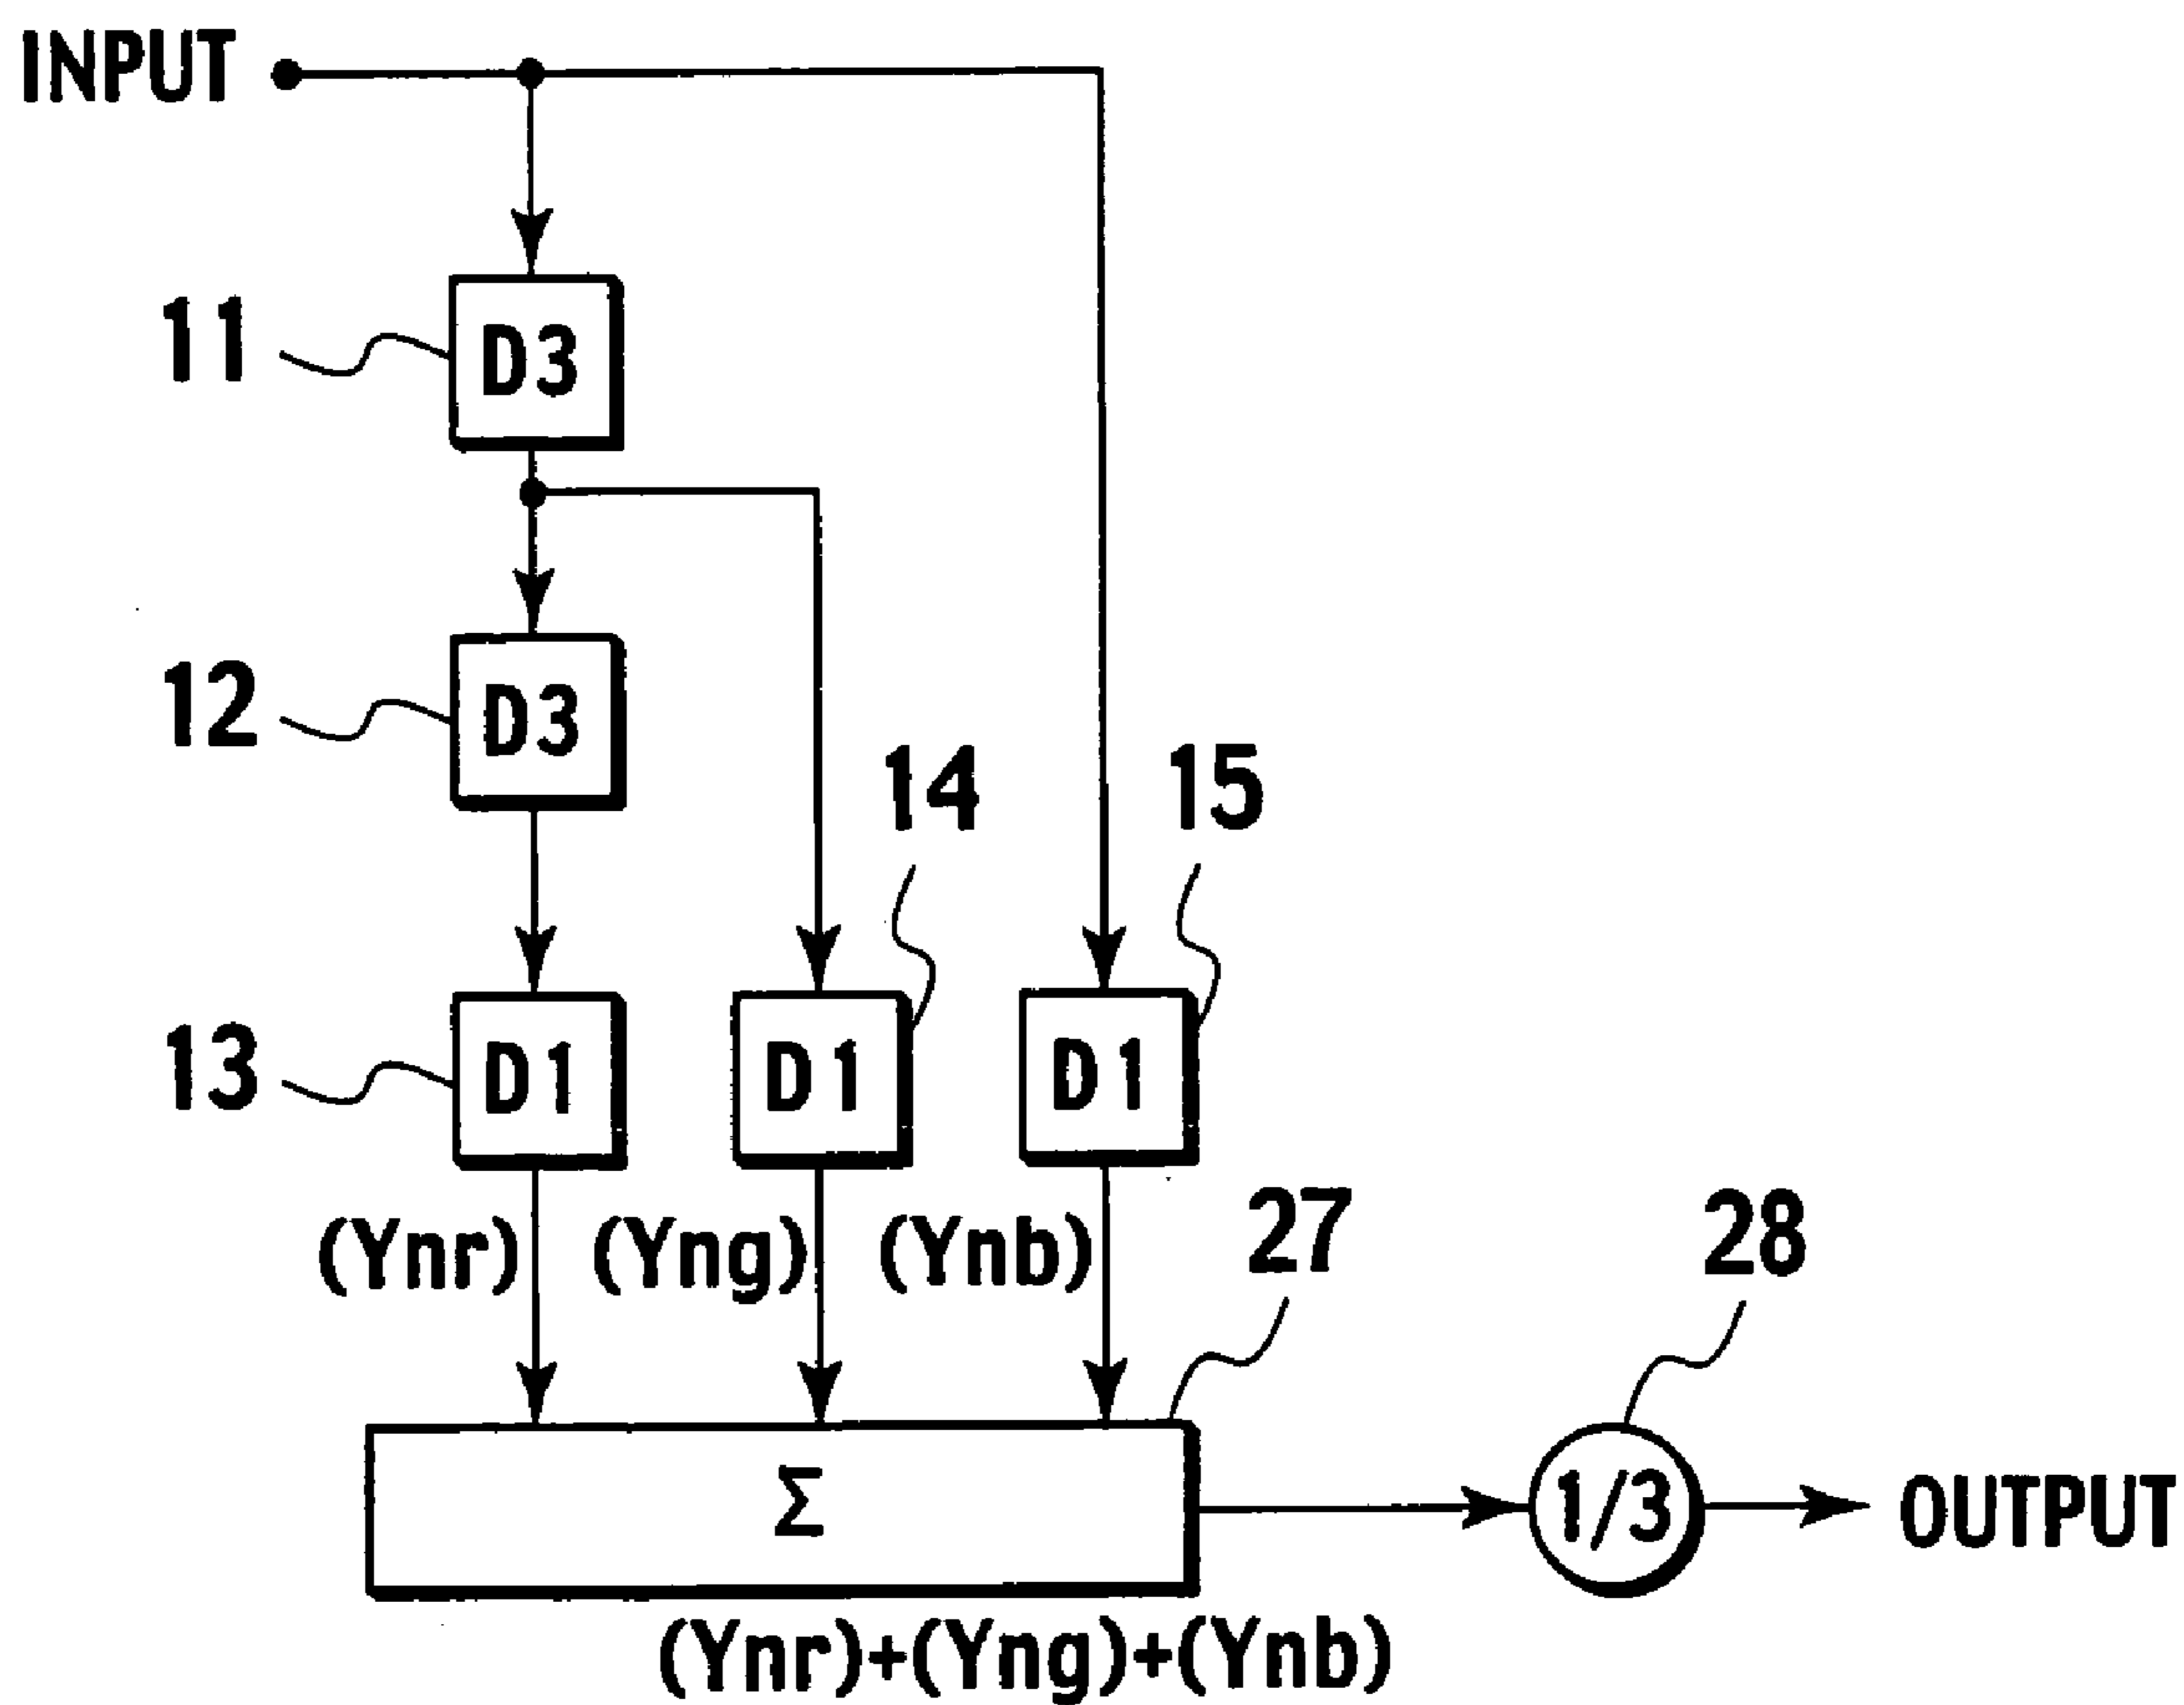 INPUT
11
D3
12
D3
14
15
13
D1
D1
D1
(Ynr)
(Yng)
(Ynb)
27
28
Σ
1/3
OUTPUT
(Ynr)+(Yng)+(Ynb)